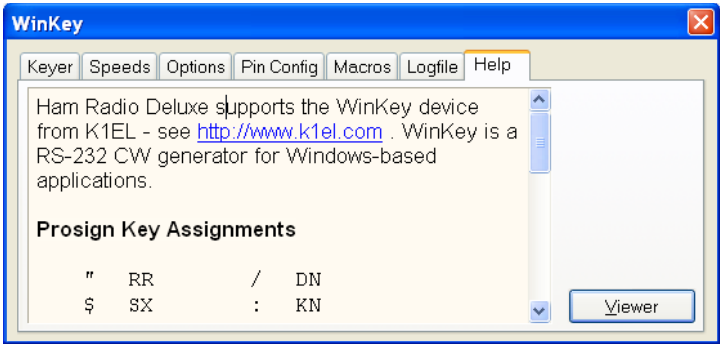 WinKey
Keyer Speeds Options Pin Config Macros Logfile Help
Ham Radio Deluxe supports the WinKey device
from K1EL - see http://www.k1el.com . WinKey is a
RS-232 CW generator for Windows-based
applications.
Prosign Key Assignments
" RR / DN
$ SX : KN
Viewer